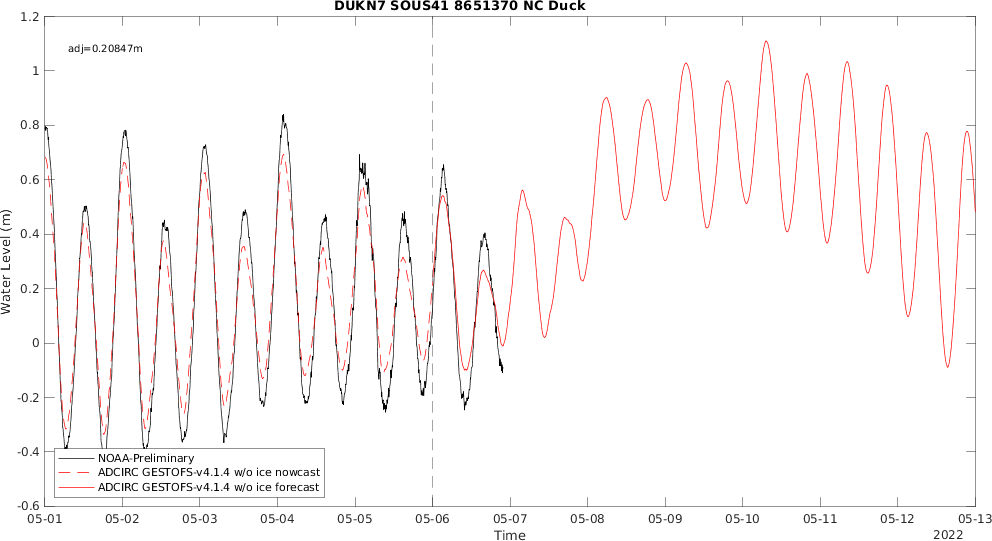 DUKN7 SOUS41 8651370 NC Duck
adj=0.20847m
Water Level (m)
1.2
1
0.8
0.6
0.4
0.2
0
-0.2
-0.4
-0.6
NOAA-Preliminary
ADCIRC GESTOFS-v4.1.4 w/o ice nowcast
ADCIRC GESTOFS-v4.1.4 w/o ice forecast
05-01 05-02 05-03 05-04 05-05 05-06 05-07 05-08 05-09 05-10 05-11 05-12 05-13
Time
2022